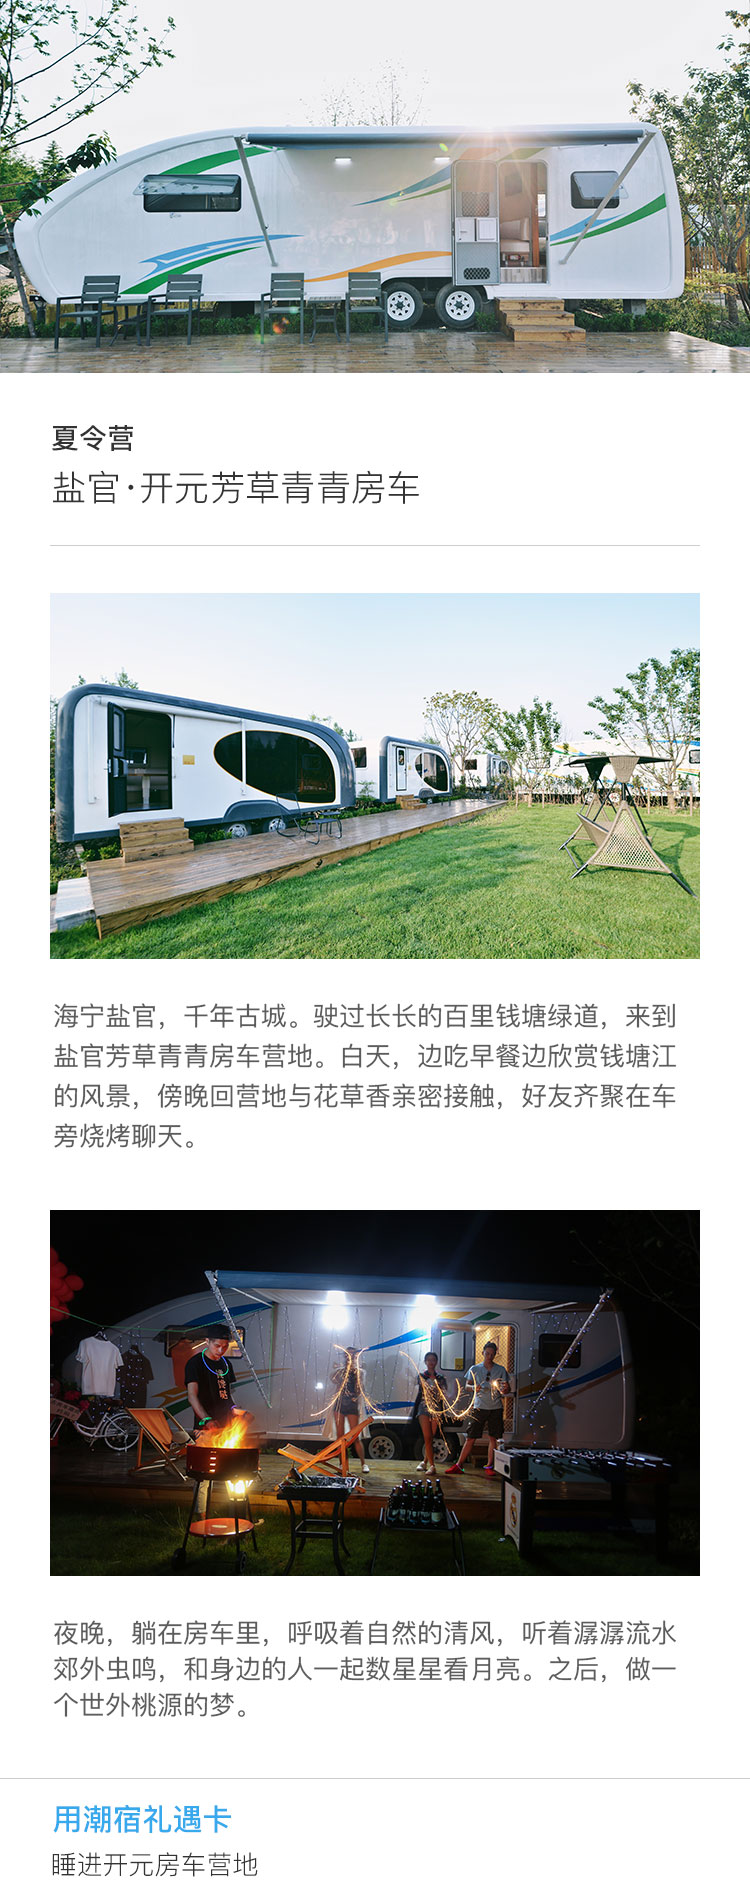 夏令营
盐官·开元芳草青青房车
海宁盐官，千年古城。驶过长长的百里钱塘绿道，来到
盐官芳草青青房车营地。白天，边吃早餐边欣赏钱塘江
的风景，傍晚回营地与花草香亲密接触，好友齐聚在车
旁烧烤聊天。
夜晚，躺在房车里，呼吸着自然的清风，听着潺潺流水
郊外虫鸣，和身边的人一起数星星看月亮。之后，做一
个世外桃源的梦。
用潮宿礼遇卡
睡进开元房车营地